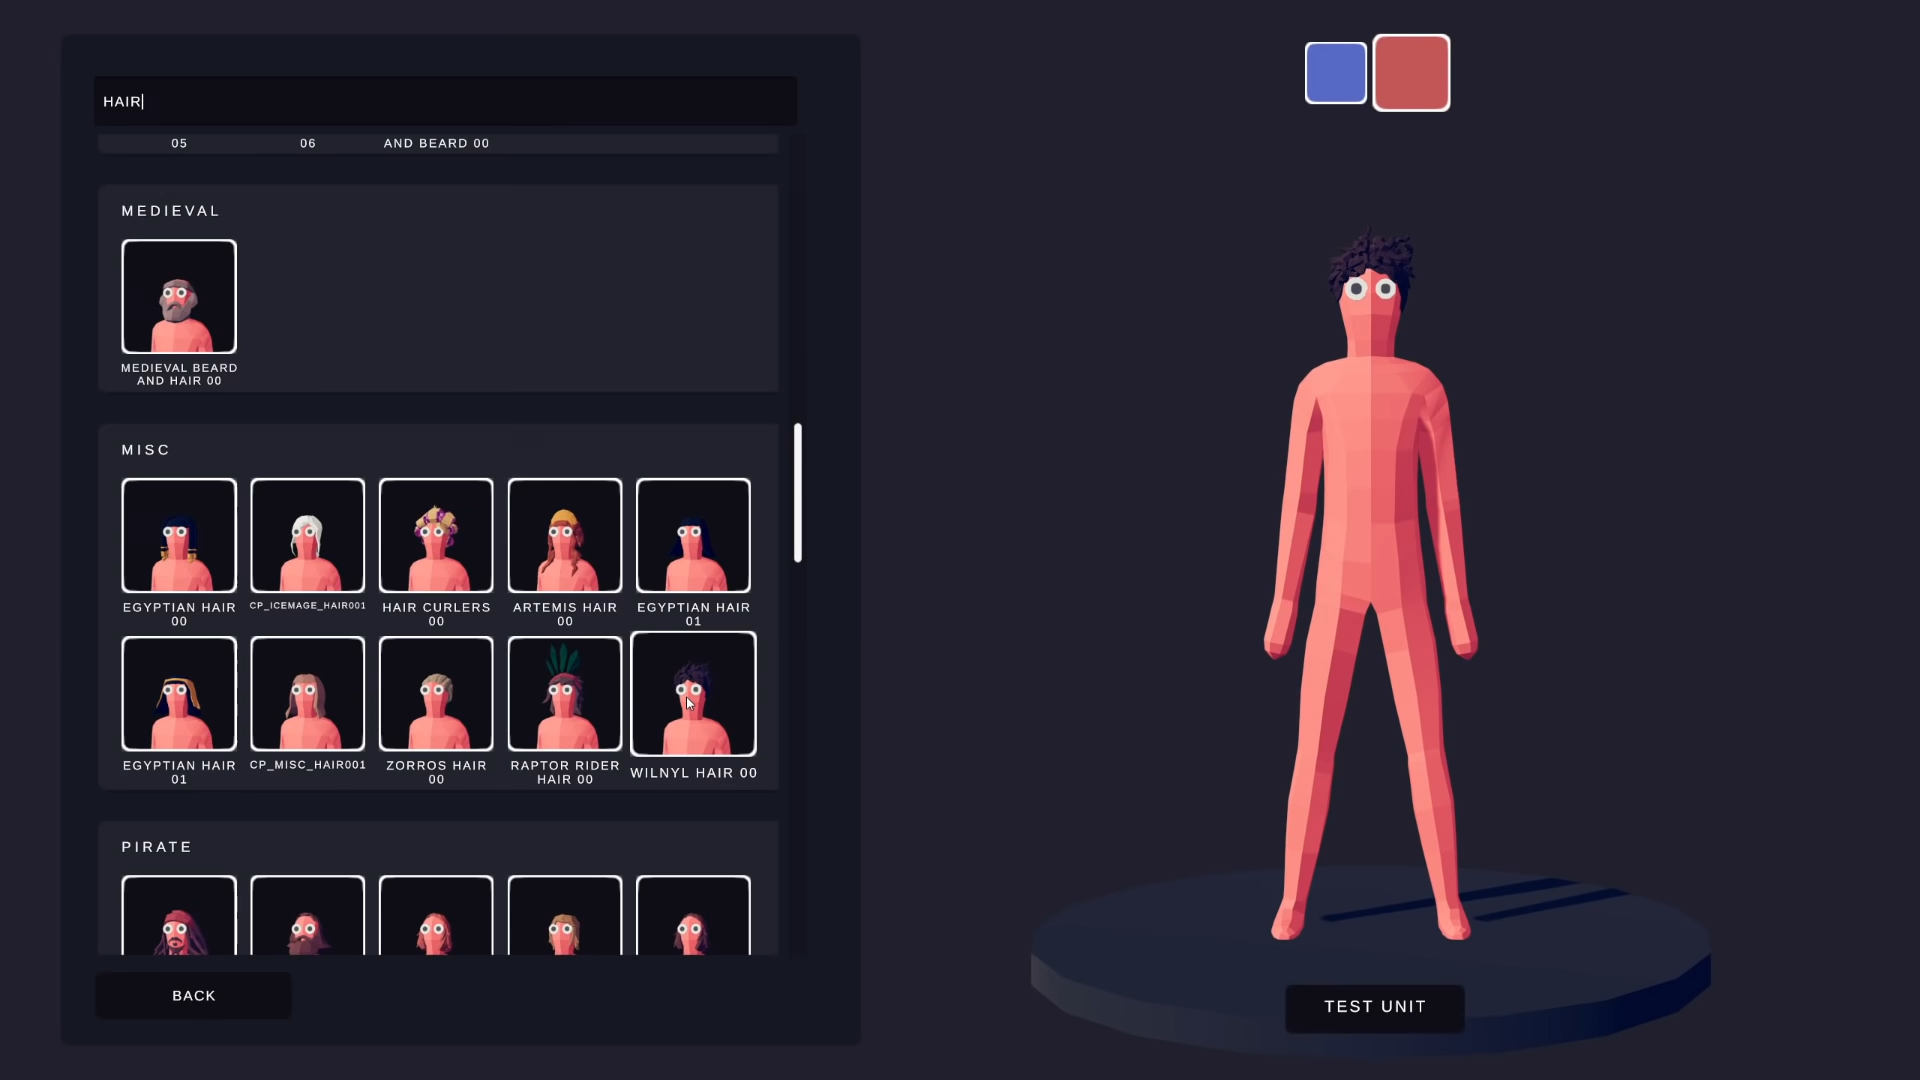 HAIR
05
06
AND BEARD 00
MEDIEVAL
MEDIEVAL BEARD
AND HAIR 00
MISC
EGYPTIAN HAIR
00
CP_ICEMAGE_HAIR001
HAIR CURLERS
00
ARTEMIS HAIR
00
EGYPTIAN HAIR
01
EGYPTIAN HAIR
01
CP_MISC_HAIR001
ZORROS HAIR
00
RAPTOR RIDER
HAIR 00
WILNYL HAIR 00
PIRATE
BACK
TEST UNIT